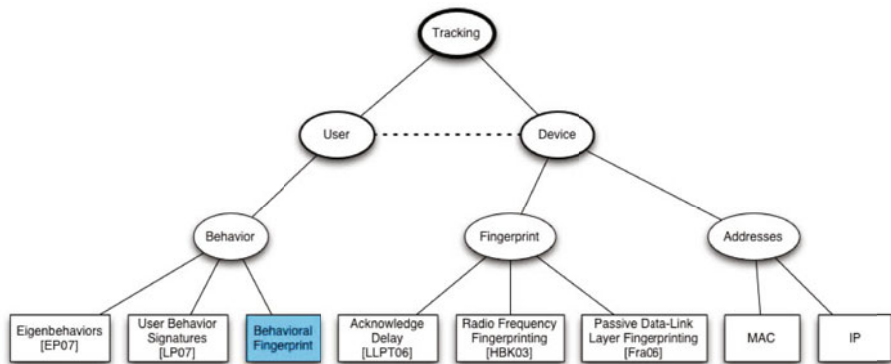 Tracking
User
Device
Behavior
Fingerprint
Addresses
Eigenbehaviors
[EP07]
User Behavior
Signatures
[LP07]
Behavioral
Fingerprint
Acknowledge
Delay
[LLPT06]
Radio Frequency
Fingerprinting
[HBK03]
Passive Data-Link
Layer Fingerprinting
[Fra06]
MAC
IP